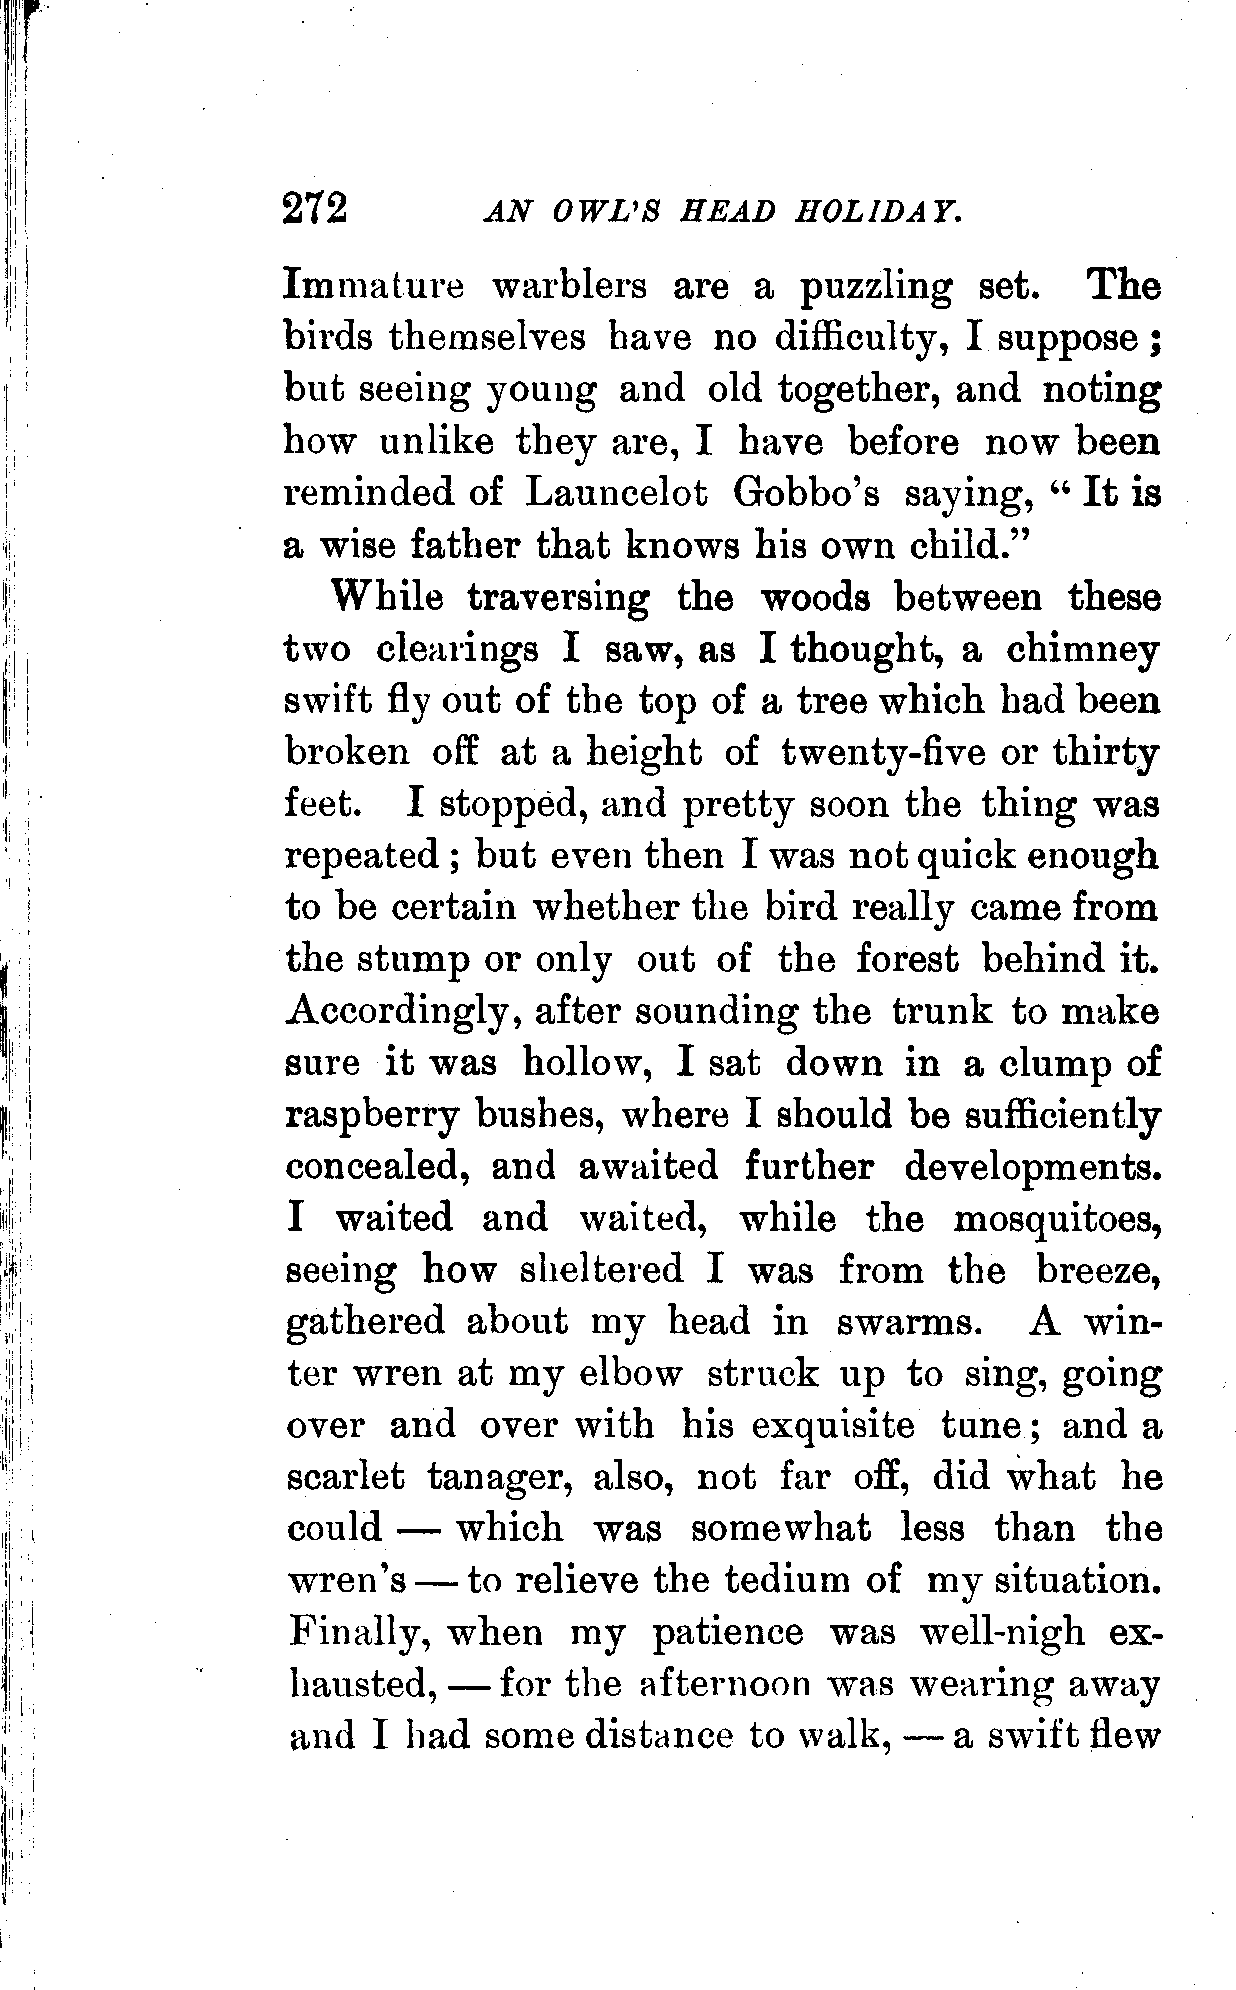 272 AN OWL'S HEAD HOLIDAY.
Immature warblers are a puzzling set. The
birds themselves have no difficulty, I suppose ;
but seeing young and old together, and noting
how unlike they are, I have before now been
reminded of Launcelot Gobbo's saying, " It is
a wise father that knows his own child."
While traversing the woods between these
two clearings I saw, as I thought, a chimney
swift fly out of the top of a tree which had been
broken off at a height of twenty-five or thirty
feet. I stopped, and pretty soon the thing was
repeated ; but even then I was not quick enough
to be certain whether the bird really came from
the stump or only out of the forest behind it.
Accordingly, after sounding the trunk to make
sure it was hollow, I sat down in a clump of
raspberry bushes, where I should be sufficiently
concealed, and awaited further developments.
I waited and waited, while the mosquitoes,
seeing how sheltered I was from the breeze,
gathered about my head in swarms. A win-
ter wren at my elbow struck up to sing, going
over and over with his exquisite tune; and a
scarlet tanager, also, not far off, did what he
could — which was somewhat less than the
wren's — to relieve the tedium of my situation.
Finally, when my patience was well-nigh ex-
hausted, — for the afternoon was wearing away
and I had some distance to walk, — a swift flew